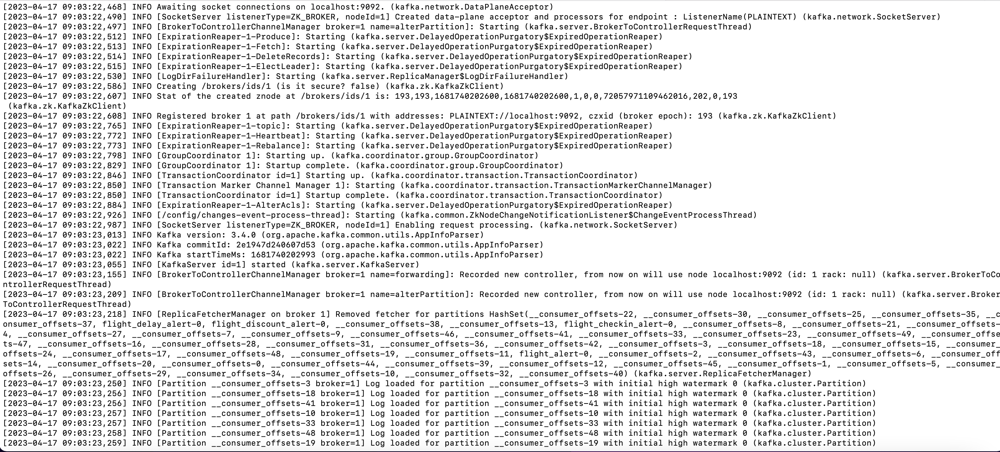 [2023-04-17 09:03:22,468] INFO Awaiting socket connections on localhost:9092. (kafka.network.DataPlaneAcceptor)
[2023-04-17 09:03:22,490] INFO [SocketServer listenerType=ZK_BROKER, nodeId=1] Created data-plane acceptor and processors for endpoint : ListenerName(PLAINTEXT) (kafka.network.SocketServer)
[2023-04-17 09:03:22,497] INFO [BrokerToControllerChannelManager broker=1 name=alterPartition]: Starting (kafka.server.BrokerToControllerRequestThread)
[2023-04-17 09:03:22,512] INFO [ExpirationReaper-1-Produce]: Starting (kafka.server.DelayedOperationPurgatory$ExpiredOperationReaper)
[2023-04-17 09:03:22,513] INFO [ExpirationReaper-1-Fetch]: Starting (kafka.server.DelayedOperationPurgatory$ExpiredOperationReaper)
[2023-04-17 09:03:22,514] INFO [ExpirationReaper-1-DeleteRecords]: Starting (kafka.server.DelayedOperationPurgatory$ExpiredOperationReaper)
[2023-04-17 09:03:22,515] INFO [ExpirationReaper-1-ElectLeader]: Starting (kafka.server.DelayedOperationPurgatory$ExpiredOperationReaper)
[2023-04-17 09:03:22,530] INFO [LogDirFailureHandler]: Starting (kafka.server.ReplicaManager$LogDirFailureHandler)
[2023-04-17 09:03:22,586] INFO Creating /brokers/ids/1 (is it secure? false) (kafka.zk.KafkaZkClient)
[2023-04-17 09:03:22,607] INFO Stat of the created znode at /brokers/ids/1 is: 193,193,1681740202600,1681740202600,1,0,0,72057971109462016,202,0,193
 (kafka.zk.KafkaZkClient)
[2023-04-17 09:03:22,608] INFO Registered broker 1 at path /brokers/ids/1 with addresses: PLAINTEXT://localhost:9092, czxid (broker epoch): 193 (kafka.zk.KafkaZkClient)
[2023-04-17 09:03:22,765] INFO [ExpirationReaper-1-topic]: Starting (kafka.server.DelayedOperationPurgatory$ExpiredOperationReaper)
[2023-04-17 09:03:22,772] INFO [ExpirationReaper-1-Heartbeat]: Starting (kafka.server.DelayedOperationPurgatory$ExpiredOperationReaper)
[2023-04-17 09:03:22,773] INFO [ExpirationReaper-1-Rebalance]: Starting (kafka.server.DelayedOperationPurgatory$ExpiredOperationReaper)
[2023-04-17 09:03:22,798] INFO [GroupCoordinator 1]: Starting up. (kafka.coordinator.group.GroupCoordinator)
[2023-04-17 09:03:22,829] INFO [GroupCoordinator 1]: Startup complete. (kafka.coordinator.group.GroupCoordinator)
[2023-04-17 09:03:22,846] INFO [TransactionCoordinator id=1] Starting up. (kafka.coordinator.transaction.TransactionCoordinator)
[2023-04-17 09:03:22,850] INFO [Transaction Marker Channel Manager 1]: Starting (kafka.coordinator.transaction.TransactionMarkerChannelManager)
[2023-04-17 09:03:22,850] INFO [TransactionCoordinator id=1] Startup complete. (kafka.coordinator.transaction.TransactionCoordinator)
[2023-04-17 09:03:22,884] INFO [ExpirationReaper-1-AlterAcls]: Starting (kafka.server.DelayedOperationPurgatory$ExpiredOperationReaper)
[2023-04-17 09:03:22,926] INFO [/config/changes-event-process-thread]: Starting (kafka.common.ZkNodeChangeNotificationListener$ChangeEventProcessThread)
[2023-04-17 09:03:22,987] INFO [SocketServer listenerType=ZK_BROKER, nodeId=1] Enabling request processing. (kafka.network.SocketServer)
[2023-04-17 09:03:23,013] INFO Kafka version: 3.4.0 (org.apache.kafka.common.utils.AppInfoParser)
[2023-04-17 09:03:23,022] INFO Kafka commitId: 2e1947d240607d53 (org.apache.kafka.common.utils.AppInfoParser)
[2023-04-17 09:03:23,022] INFO Kafka startTimeMs: 1681740202993 (org.apache.kafka.common.utils.AppInfoParser)
[2023-04-17 09:03:23,055] INFO [KafkaServer id=1] started (kafka.server.KafkaServer)
[2023-04-17 09:03:23,155] INFO [BrokerToControllerChannelManager broker=1 name=forwarding]: Recorded new controller, from now on will use node localhost:9092 (id: 1 rack: null) (kafka.server.BrokerToCo
ntrollerRequestThread)
[2023-04-17 09:03:23,209] INFO [BrokerToControllerChannelManager broker=1 name=alterPartition]: Recorded new controller, from now on will use node localhost:9092 (id: 1 rack: null) (kafka.server.Broker
ToControllerRequestThread)
[2023-04-17 09:03:23,218] INFO [ReplicaFetcherManager on broker 1] Removed fetcher for partitions HashSet(__consumer_offsets-22, __consumer_offsets-30, __consumer_offsets-25, __consumer_offsets-35, __c
onsumer_offsets-37, flight_delay_alert-0, flight_discount_alert-0, __consumer_offsets-38, __consumer_offsets-13, flight_checkin_alert-0, __consumer_offsets-8, __consumer_offsets-21, __consumer_offsets-
4, __consumer_offsets-27, __consumer_offsets-7, __consumer_offsets-9, __consumer_offsets-46, __consumer_offsets-41, __consumer_offsets-33, __consumer_offsets-23, __consumer_offsets-49, __consumer_offse
ts-47, __consumer_offsets-16, __consumer_offsets-28, __consumer_offsets-31, __consumer_offsets-36, __consumer_offsets-42, __consumer_offsets-3, __consumer_offsets-18, __consumer_offsets-15, __consumer_
offsets-24, __consumer_offsets-17, __consumer_offsets-48, __consumer_offsets-19, __consumer_offsets-11, flight_alert-0, __consumer_offsets-2, __consumer_offsets-43, __consumer_offsets-6, __consumer_off
sets-14, __consumer_offsets-20, __consumer_offsets-0, __consumer_offsets-44, __consumer_offsets-39, __consumer_offsets-12, __consumer_offsets-45, __consumer_offsets-1, __consumer_offsets-5, __consumer_
offsets-26, __consumer_offsets-29, __consumer_offsets-34, __consumer_offsets-10, __consumer_offsets-32, __consumer_offsets-40) (kafka.server.ReplicaFetcherManager)
[2023-04-17 09:03:23,250] INFO [Partition __consumer_offsets-3 broker=1] Log loaded for partition __consumer_offsets-3 with initial high watermark 0 (kafka.cluster.Partition)
[2023-04-17 09:03:23,256] INFO [Partition __consumer_offsets-18 broker=1] Log loaded for partition __consumer_offsets-18 with initial high watermark 0 (kafka.cluster.Partition)
[2023-04-17 09:03:23,256] INFO [Partition __consumer_offsets-41 broker=1] Log loaded for partition __consumer_offsets-41 with initial high watermark 0 (kafka.cluster.Partition)
[2023-04-17 09:03:23,257] INFO [Partition __consumer_offsets-10 broker=1] Log loaded for partition __consumer_offsets-10 with initial high watermark 0 (kafka.cluster.Partition)
[2023-04-17 09:03:23,257] INFO [Partition __consumer_offsets-33 broker=1] Log loaded for partition __consumer_offsets-33 with initial high watermark 0 (kafka.cluster.Partition)
[2023-04-17 09:03:23,258] INFO [Partition __consumer_offsets-48 broker=1] Log loaded for partition __consumer_offsets-48 with initial high watermark 0 (kafka.cluster.Partition)
[2023-04-17 09:03:23,259] INFO [Partition __consumer_offsets-19 broker=1] Log loaded for partition __consumer_offsets-19 with initial high watermark 0 (kafka.cluster.Partition)